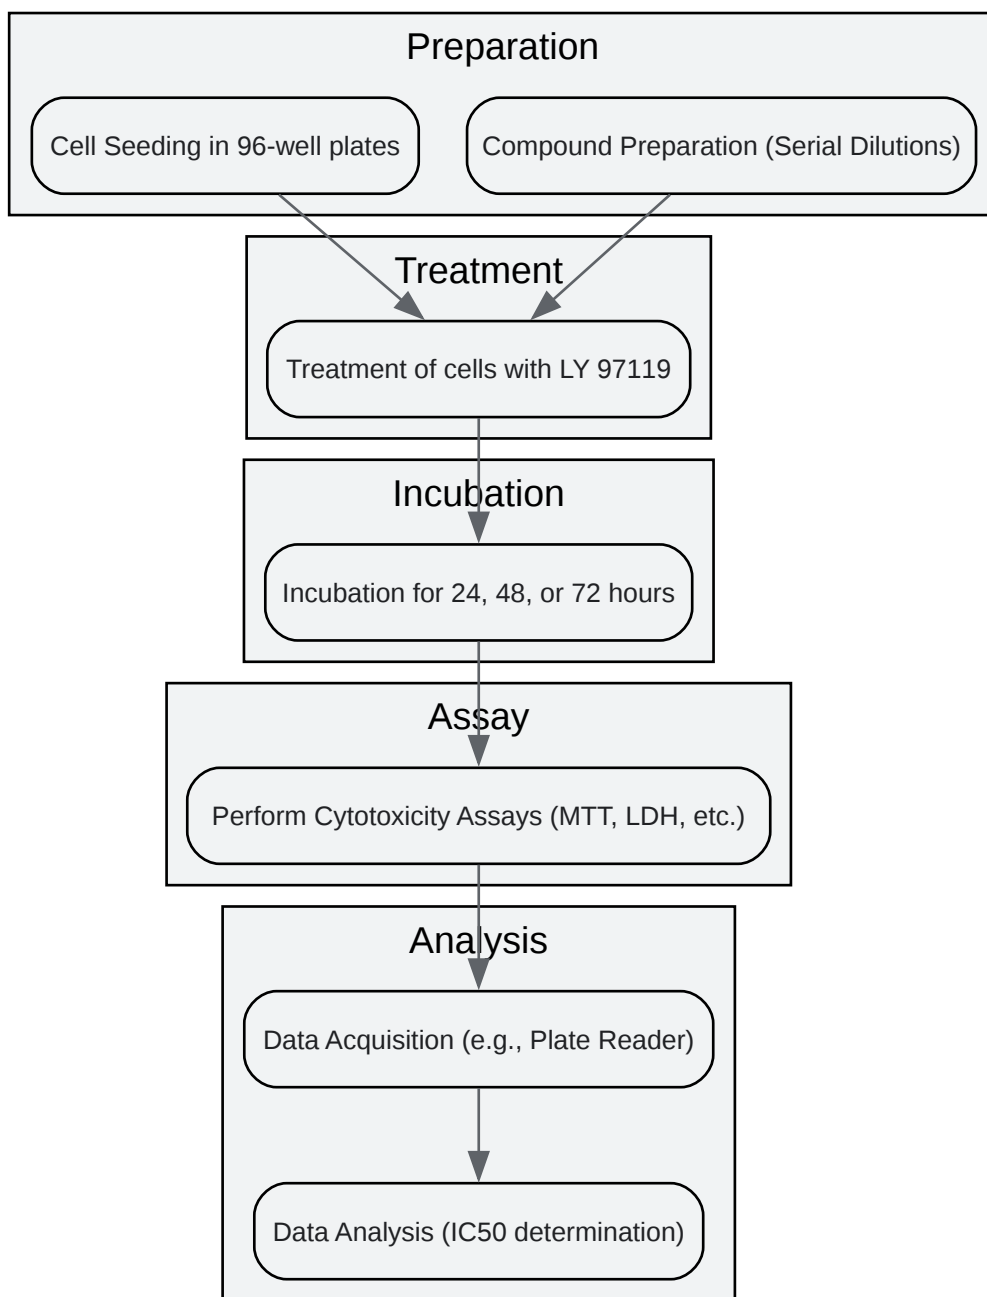 Preparation
Cell Seeding in 96-well plates
Compound Preparation (Serial Dilutions)
Treatment
Treatment of cells with LY 97119
Incubation
Incubation for 24, 48, or 72 hours
Assay
Perform Cytotoxicity Assays (MTT, LDH, etc.)
Analysis
Data Acquisition (e.g., Plate Reader)
Data Analysis (IC50 determination)